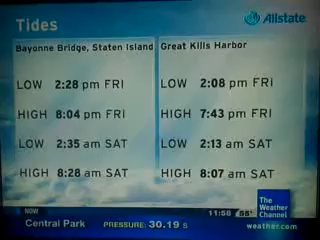 Tides
Allstate
Bayonne Bridge, Staten Island
LOW 2:28 pm FRI
HIGH 8:04 pm FRI
LOW 2:35 am SAT
HIGH 8:28 am SAT
Great Kills Harbor
LOW 2:08 pm FRI
HIGH 7:43 pm FRI
LOW 2:13 am SAT
HIGH 8:07 am SAT
NOW
11:58 55°
Central Park PRESSURE: 30.19 S
The
Weather
Channel
weather.com